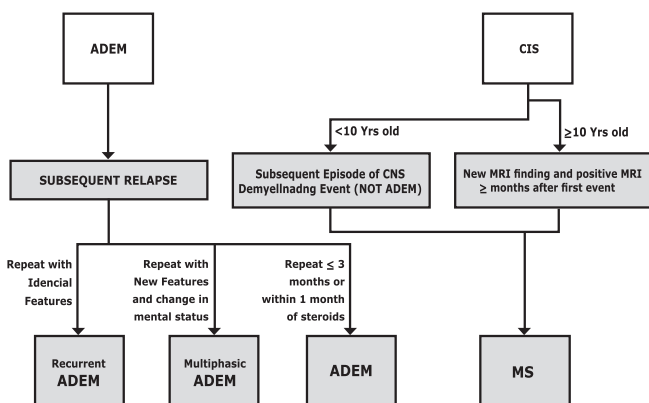 ADEM
CIS
<10 Yrs old
≥10 Yrs old
SUBSEQUENT RELAPSE
Subsequent Episode of CNS
Demyellnadng Event (NOT ADEM)
New MRI finding and positive MRI
≥ months after first event
Repeat with
Idencial
Features
Repeat with
New Features
and change in
mental status
Repeat ≤ 3
months or
within 1 month
of steroids
Recurrent
ADEM
Multiphasic
ADEM
ADEM
MS